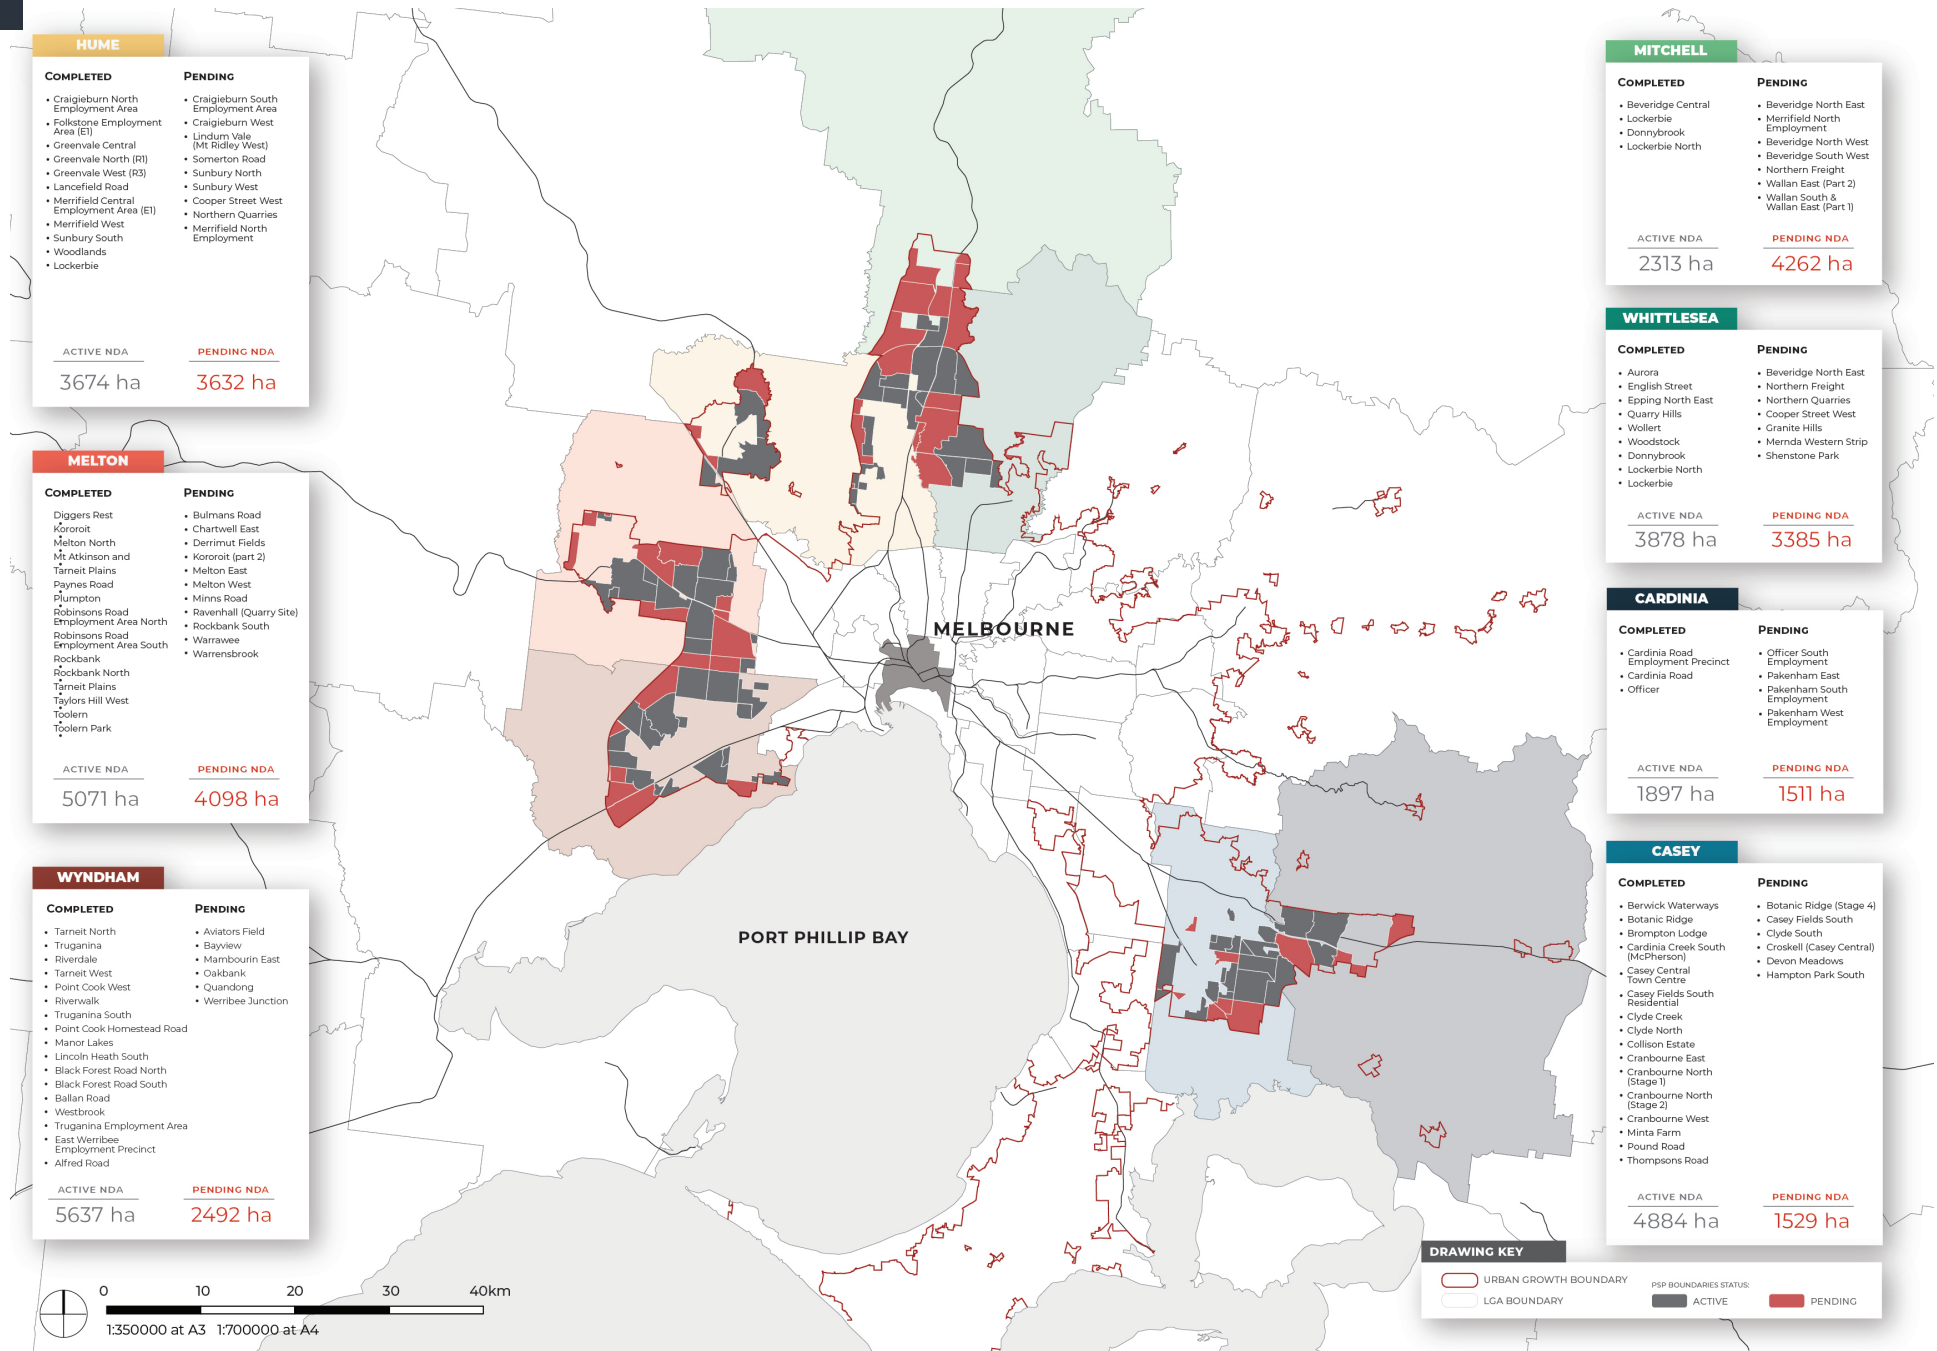 HUME
COMPLETED
Craigieburn North
Employment Area
Folkstone Employment
Area (E1)
Greenvale Central
Greenvale North (R1)
Greenvale West (R3)
Lancefield Road
Merrifield Central
Employment Area (E1)
Merrifield West
Sunbury South
Woodlands
Lockerbie
PENDING
Craigieburn South
Employment Area
Craigieburn West
Lindum Vale
(Mt Ridley West)
Somerton Road
Sunbury North
Sunbury West
Cooper Street West
Northern Quarries
Merrifield North
Employment
ACTIVE NDA
3674 ha
PENDING NDA
3632 ha
MELTON
COMPLETED
Diggers Rest
Kororoit
Melton North
Mt Atkinson and
Tarneit Plains
Paynes Road
Plumpton
Robinsons Road
Employment Area North
Robinsons Road
Employment Area South
Rockbank
Rockbank North
Tarneit Plains
Taylors Hill West
Toolern
Toolern Park
PENDING
Bulmans Road
Chartwell East
Derrimut Fields
Kororoit (part 2)
Melton East
Melton West
Minns Road
Ravenhall (Quarry Site)
Rockbank South
Warrawee
Warrensbrook
ACTIVE NDA
5071 ha
PENDING NDA
4098 ha
WYNDHAM
COMPLETED
Tarneit North
Truganina
Riverdale
Tarneit West
Point Cook West
Riverwalk
Truganina South
Point Cook Homestead Road
Manor Lakes
Lincoln Heath South
Black Forest Road North
Black Forest Road South
Ballan Road
Westbrook
Truganina Employment Area
East Werribee
Employment Precinct
Alfred Road
PENDING
Aviators Field
Bayview
Mambourin East
Oakbank
Quandong
Werribee Junction
ACTIVE NDA
5637 ha
PENDING NDA
2492 ha
0 10 20 30 40km
1:350000 at A3 1:700000 at A4
MELBOURNE
PORT PHILLIP BAY
MITCHELL
COMPLETED
Beveridge Central
Lockerbie
Donnybrook
Lockerbie North
PENDING
Beveridge North East
Merrifield North
Employment
Beveridge North West
Beveridge South West
Northern Freight
Wallan East (Part 2)
Wallan South &
Wallan East (Part 1)
ACTIVE NDA
2313 ha
PENDING NDA
4262 ha
WHITTLESEA
COMPLETED
Aurora
English Street
Epping North East
Quarry Hills
Wollert
Woodstock
Donnybrook
Lockerbie North
Lockerbie
PENDING
Beveridge North East
Northern Freight
Northern Quarries
Cooper Street West
Granite Hills
Mernda Western Strip
Shenstone Park
ACTIVE NDA
3878 ha
PENDING NDA
3385 ha
CARDINIA
COMPLETED
Cardinia Road
Employment Precinct
Cardinia Road
Officer
PENDING
Officer South
Employment
Pakenham East
Pakenham South
Employment
Pakenham West
Employment
ACTIVE NDA
1897 ha
PENDING NDA
1511 ha
CASEY
COMPLETED
Berwick Waterways
Botanic Ridge
Brompton Lodge
Cardinia Creek South
(McPherson)
Casey Central
Town Centre
Casey Fields South
Residential
Clyde Creek
Clyde North
Collison Estate
Cranbourne East
Cranbourne North
(Stage 1)
Cranbourne North
(Stage 2)
Cranbourne West
Minta Farm
Pound Road
Thompsons Road
PENDING
Botanic Ridge (Stage 4)
Casey Fields South
Clyde South
Croskell (Casey Central)
Devon Meadows
Hampton Park South
ACTIVE NDA
4884 ha
PENDING NDA
1529 ha
DRAWING KEY
URBAN GROWTH BOUNDARY
LGA BOUNDARY
PSP BOUNDARIES STATUS:
ACTIVE
PENDING